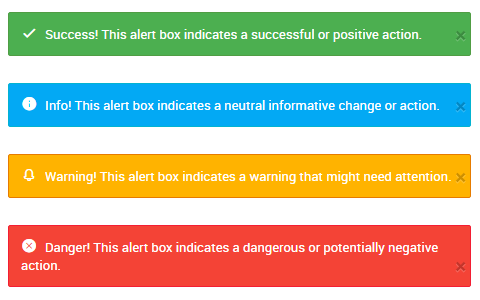 Success! This alert box indicates a successful or positive action.
Info! This alert box indicates a neutral informative change or action.
Warning! This alert box indicates a warning that might need attention.
Danger! This alert box indicates a dangerous or potentially negative
action.